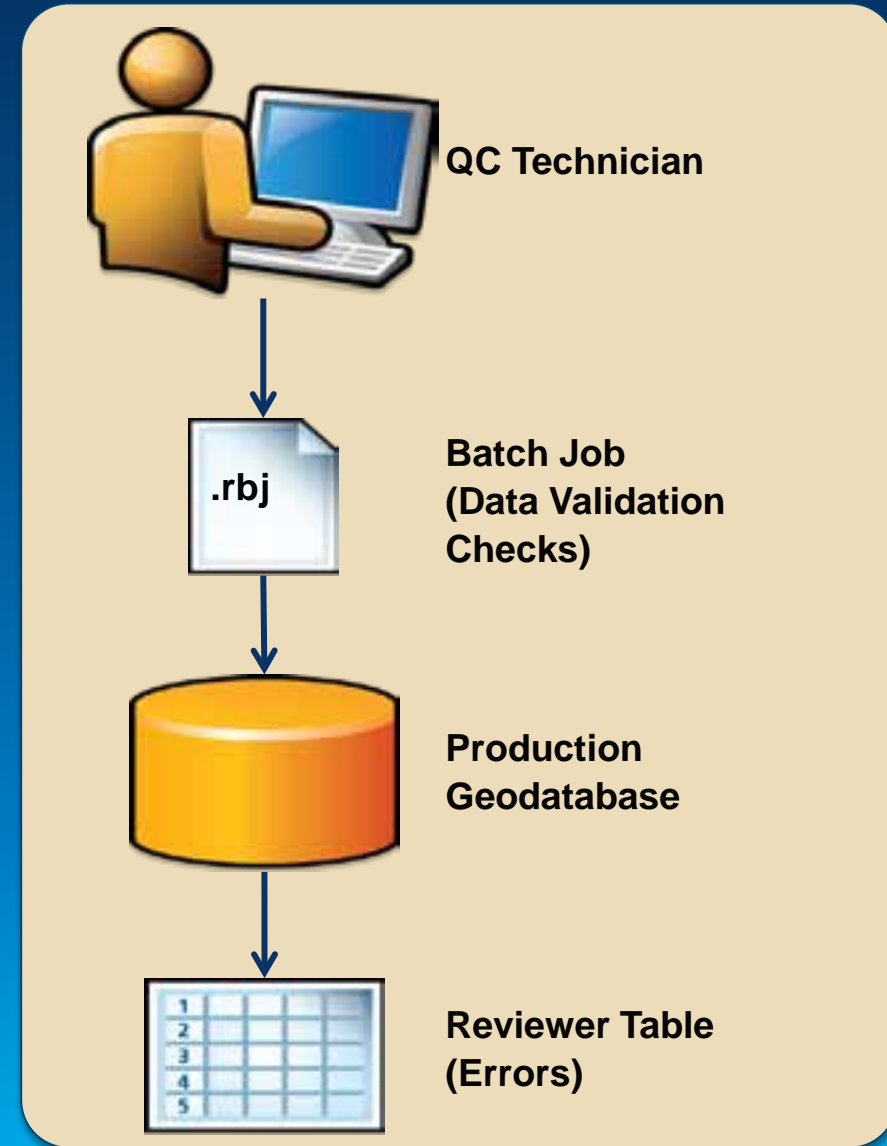 QC Technician
.rbj
Batch Job
(Data Validation
Checks)
Production
Geodatabase
1
2
3
4
5
Reviewer Table
(Errors)